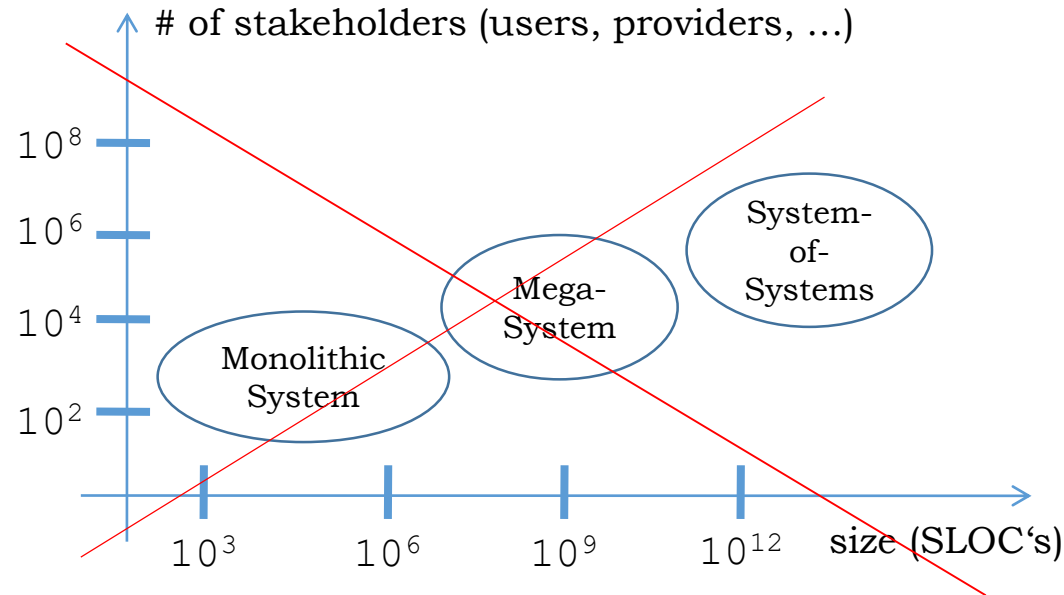 # of stakeholders (users, providers, …)
10⁸
10⁶
10⁴
10²
System-
of-
Systems
Mega-
System
Monolithic
System
10³
10⁶
10⁹
10¹²
size (SLOC‘s)